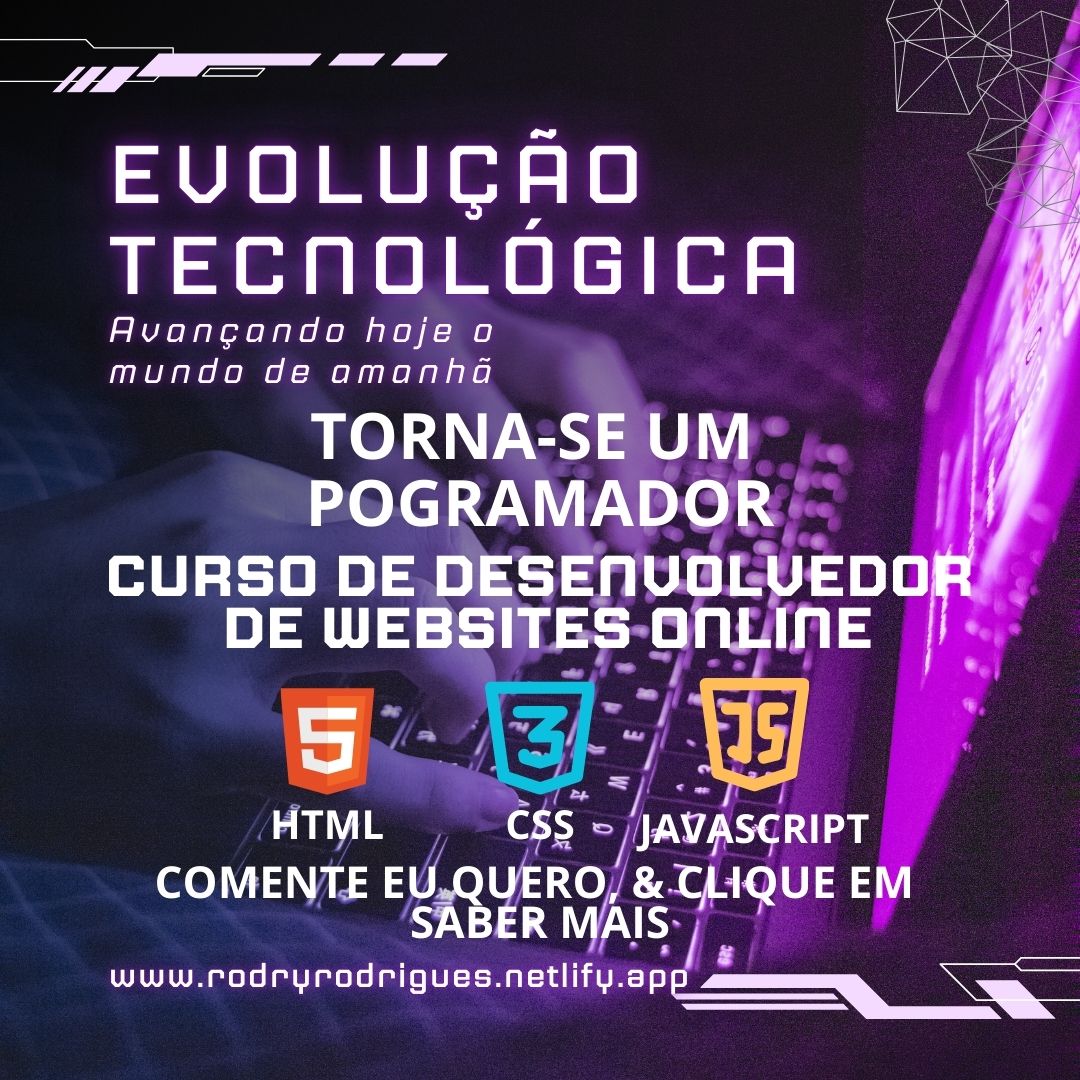 EVOLUÇÃO
TECNOLÓGICA
Avançando hoje o
mundo de amanhã
TORNA-SE UM
POGRAMADOR
CURSO DE DESENVOLVEDOR
DE WEBSITES ONLINE
5 3 JS
HTML CSS JAVASCRIPT
COMENTE EU QUERO, & CLIQUE EM
SABER MAIS
www.rodryrodrigues.netlify.app